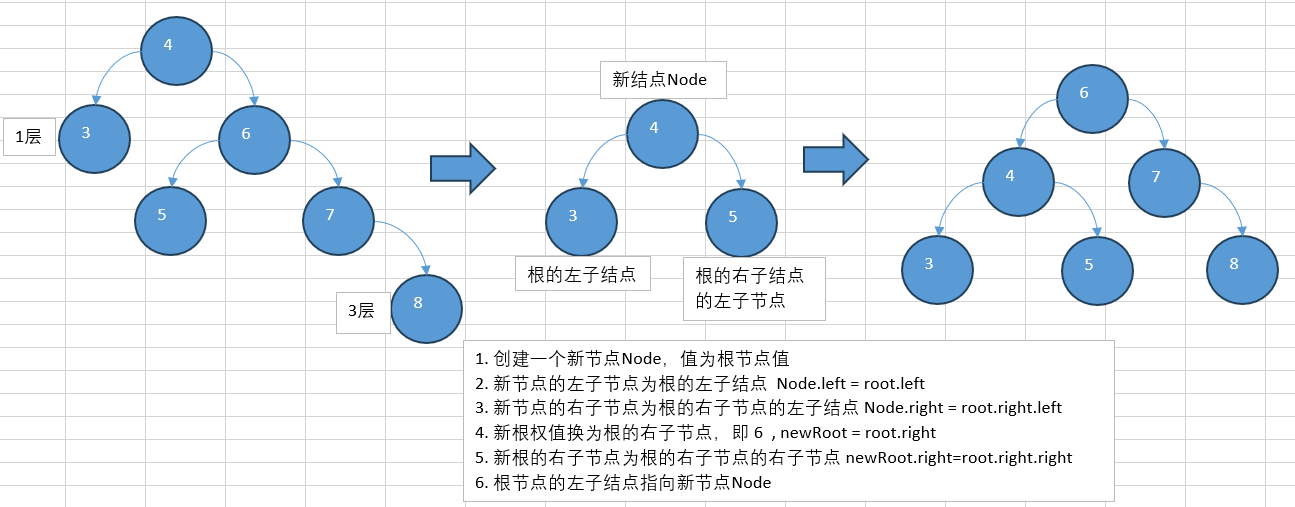 4
1层
3
6
5
7
3层
8
新结点Node
4
3
5
根的左子结点
根的右子结点
的左子节点
6
4
7
3
5
8
1. 创建一个新节点Node，值为根节点值
2. 新节点的左子节点为根的左子结点 Node.left = root.left
3. 新节点的右子节点为根的右子节点的左子结点 Node.right = root.right.left
4. 新根权值换为根的右子节点，即 6 , newRoot = root.right
5. 新根的右子节点为根的右子节点的右子节点 newRoot.right=root.right.right
6. 根节点的左子结点指向新节点Node